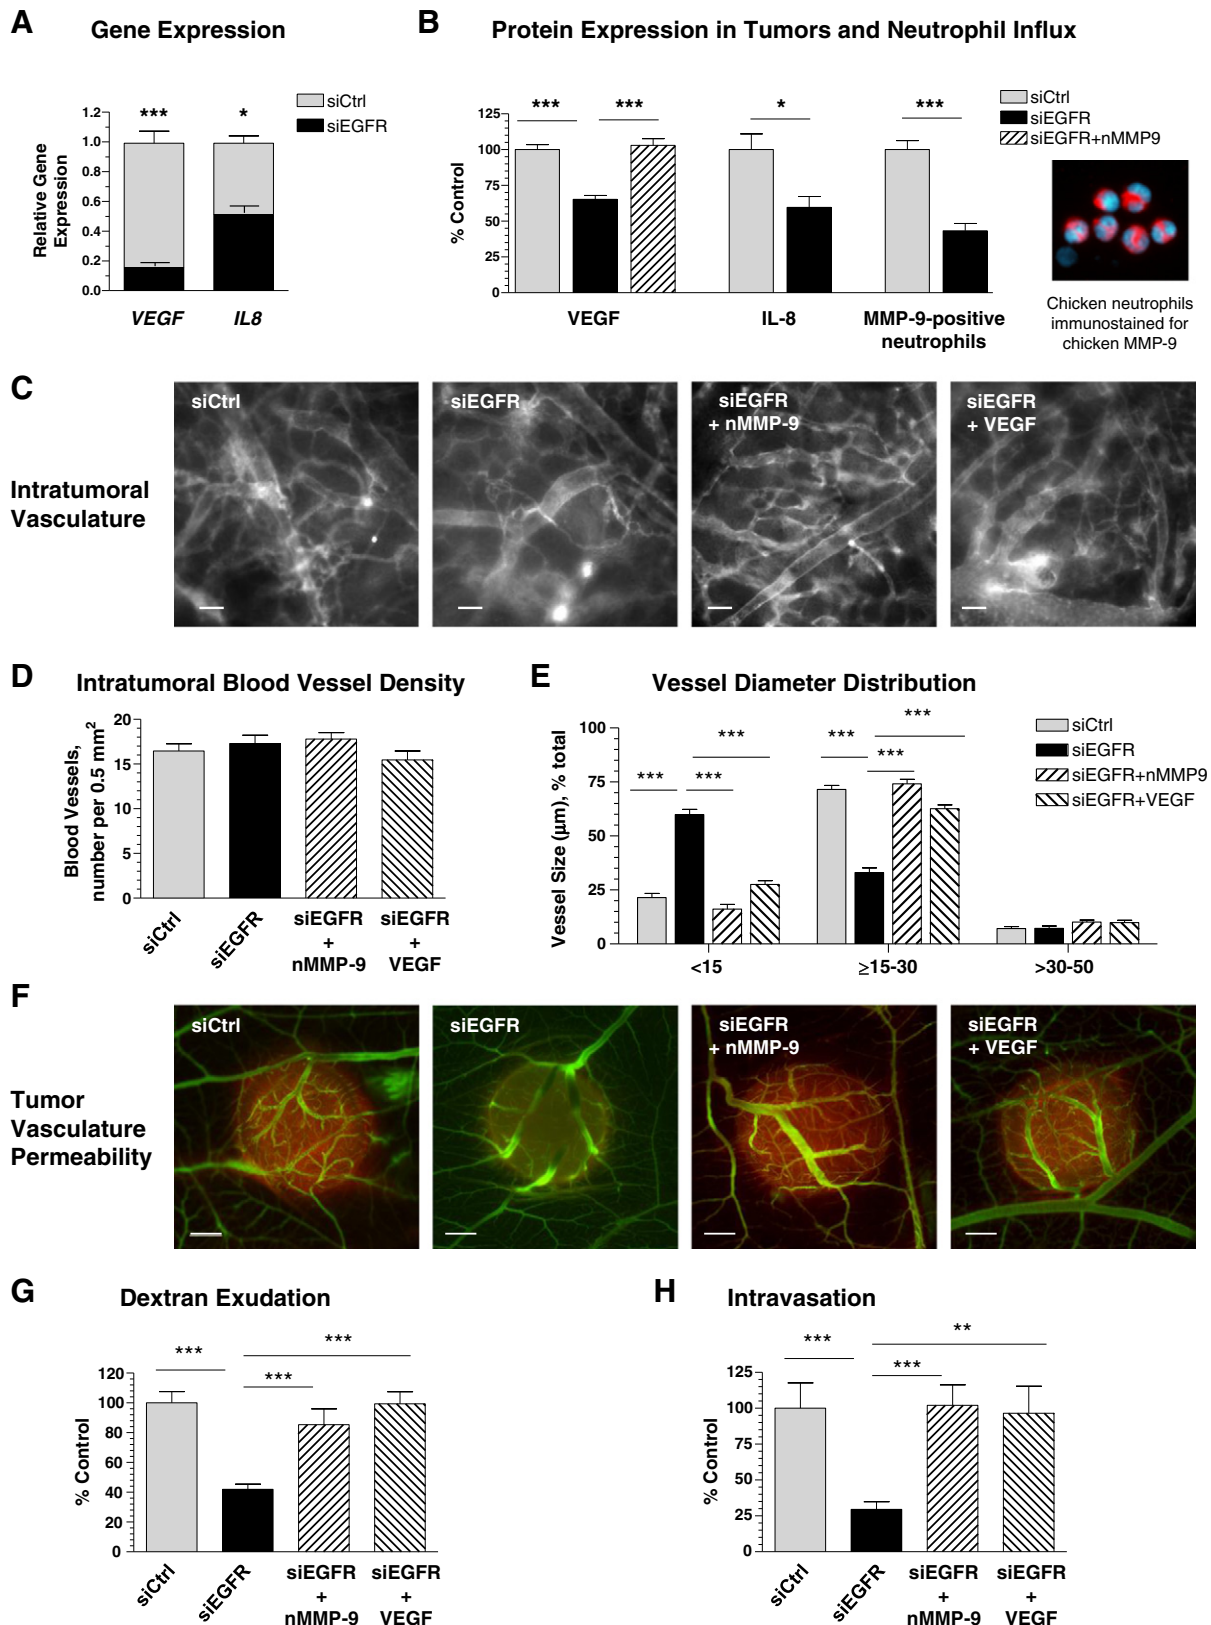 A Gene Expression
siCtrl
siEGFR
*** *
1.2
1.0
0.8
0.6
0.4
0.2
0.0
Relative Gene
Expression
VEGF IL8
B Protein Expression in Tumors and Neutrophil Influx
siCtrl
siEGFR
siEGFR+nMMP9
*** *** * ***
125
100
75
50
25
0
% Control
VEGF IL-8 MMP-9-positive
neutrophils
Chicken neutrophils
immunostained for
chicken MMP-9
C
Intratumoral
Vasculature
siCtrl
siEGFR
siEGFR
+ nMMP-9
siEGFR
+ VEGF
D Intratumoral Blood Vessel Density
20
15
10
5
0
Blood Vessels,
number per 0.5 mm²
siCtrl
siEGFR
siEGFR
+
nMMP-9
siEGFR
+
VEGF
E Vessel Diameter Distribution
siCtrl
siEGFR
siEGFR+nMMP9
siEGFR+VEGF
***
***
*** ***
*** ***
100
75
50
25
0
Vessel Size (µm), % total
<15 ≥15-30 >30-50
F
Tumor
Vasculature
Permeability
siCtrl
siEGFR
siEGFR
+ nMMP-9
siEGFR
+ VEGF
G Dextran Exudation
***
***
***
120
100
80
60
40
20
0
% Control
siCtrl
siEGFR
siEGFR
+
nMMP-9
siEGFR
+
VEGF
H Intravasation
**
***
***
125
100
75
50
25
0
% Control
siCtrl
siEGFR
siEGFR
+
nMMP-9
siEGFR
+
VEGF